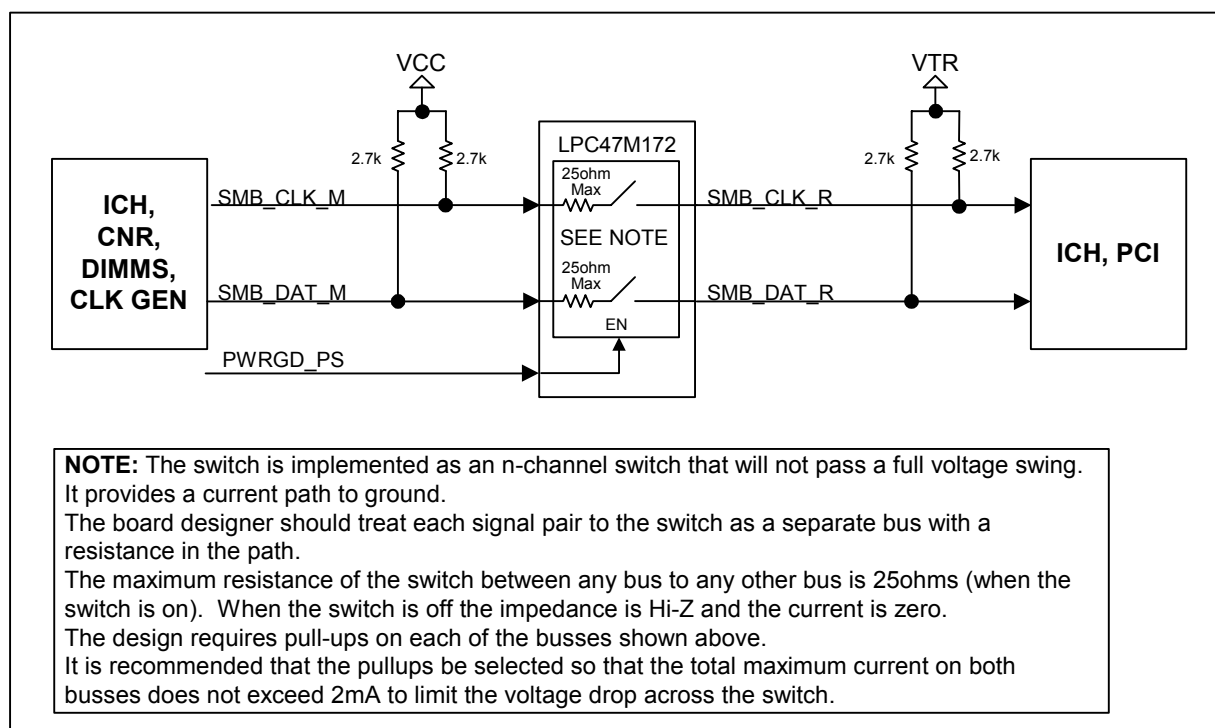 VCC
VTR
LPC47M172
2.7k
2.7k
2.7k
2.7k
25ohm
Max
SMB_CLK_M
SMB_CLK_R
ICH,
CNR,
DIMMS,
CLK GEN
SEE NOTE
ICH, PCI
25ohm
Max
SMB_DAT_M
SMB_DAT_R
EN
PWRGD_PS
NOTE: The switch is implemented as an n-channel switch that will not pass a full voltage swing.
It provides a current path to ground.
The board designer should treat each signal pair to the switch as a separate bus with a
resistance in the path.
The maximum resistance of the switch between any bus to any other bus is 25ohms (when the
switch is on).  When the switch is off the impedance is Hi-Z and the current is zero.
The design requires pull-ups on each of the busses shown above.
It is recommended that the pullups be selected so that the total maximum current on both
busses does not exceed 2mA to limit the voltage drop across the switch.